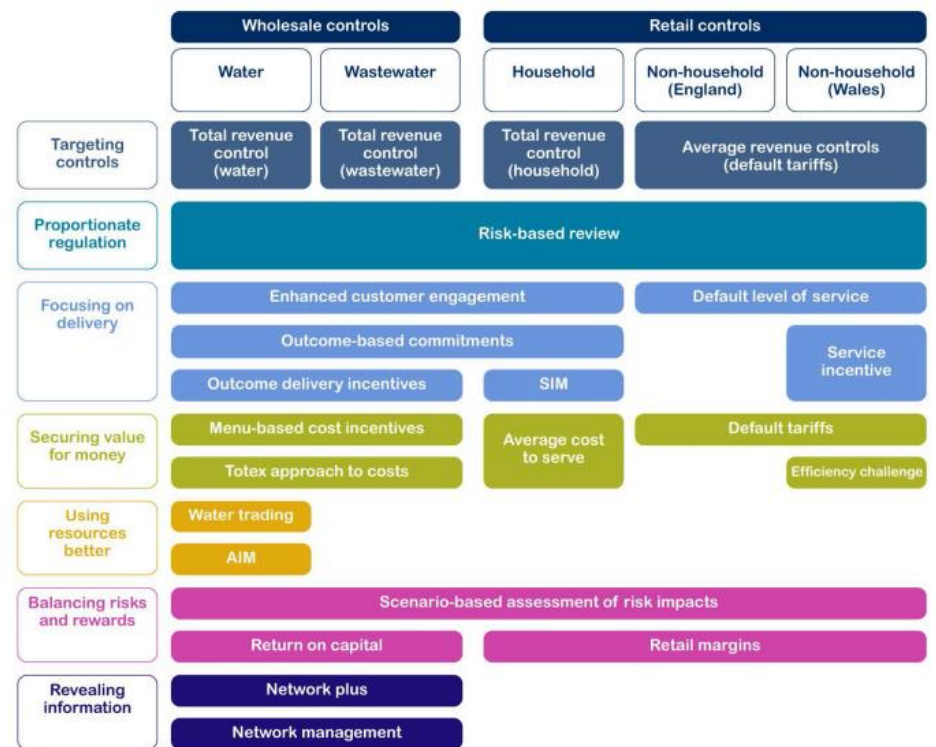 Wholesale controls
Retail controls
Water
Wastewater
Household
Non-household
(England)
Non-household
(Wales)
Targeting
controls
Total revenue
control
(water)
Total revenue
control
(wastewater)
Total revenue
control
(household)
Average revenue controls
(default tariffs)
Proportionate
regulation
Risk-based review
Focusing on
delivery
Enhanced customer engagement
Default level of service
Outcome-based commitments
Service
incentive
Outcome delivery incentives
SIM
Securing value
for money
Menu-based cost incentives
Average cost
to serve
Default tariffs
Totex approach to costs
Efficiency challenge
Using
resources
better
Water trading
AIM
Balancing risks
and rewards
Scenario-based assessment of risk impacts
Return on capital
Retail margins
Revealing
information
Network plus
Network management